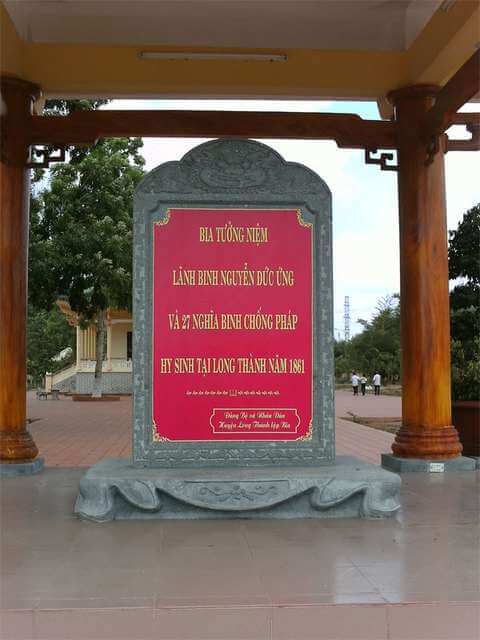 BIA TƯỞNG NIỆM
LÃNH BINH NGUYỄN ĐỨC ỨNG
VÀ 27 NGHĨA BINH CHỐNG PHÁP
HY SINH TẠI LONG THÀNH NĂM 1861
Đảng Bộ và Nhân Dân
Huyện Long Thành lập Bia